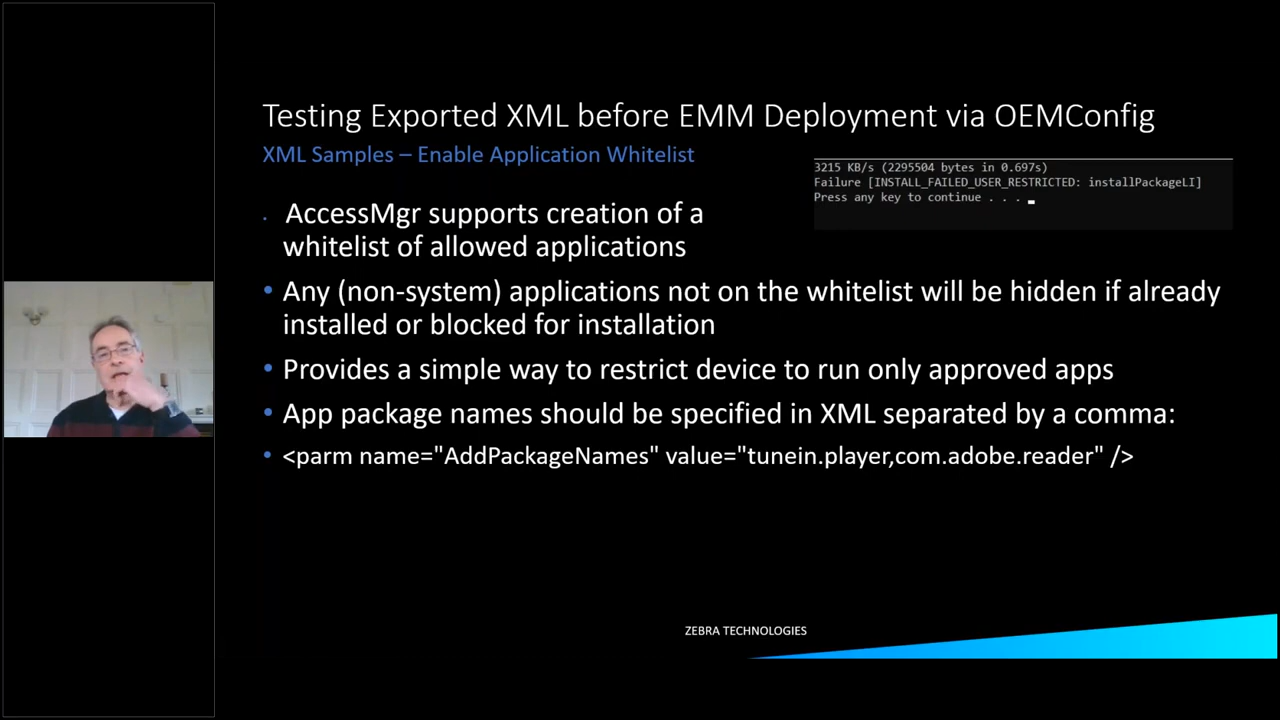 Testing Exported XML before EMM Deployment via OEMConfig
XML Samples – Enable Application Whitelist
3215 KB/s (2295504 bytes in 0.697s)
Failure [INSTALL_FAILED_USER_RESTRICTED: installPackageLI]
Press any key to continue . . .
AccessMgr supports creation of a
whitelist of allowed applications
Any (non-system) applications not on the whitelist will be hidden if already
installed or blocked for installation
Provides a simple way to restrict device to run only approved apps
App package names should be specified in XML separated by a comma:
<parm name="AddPackageNames" value="tunein.player,com.adobe.reader" />
ZEBRA TECHNOLOGIES